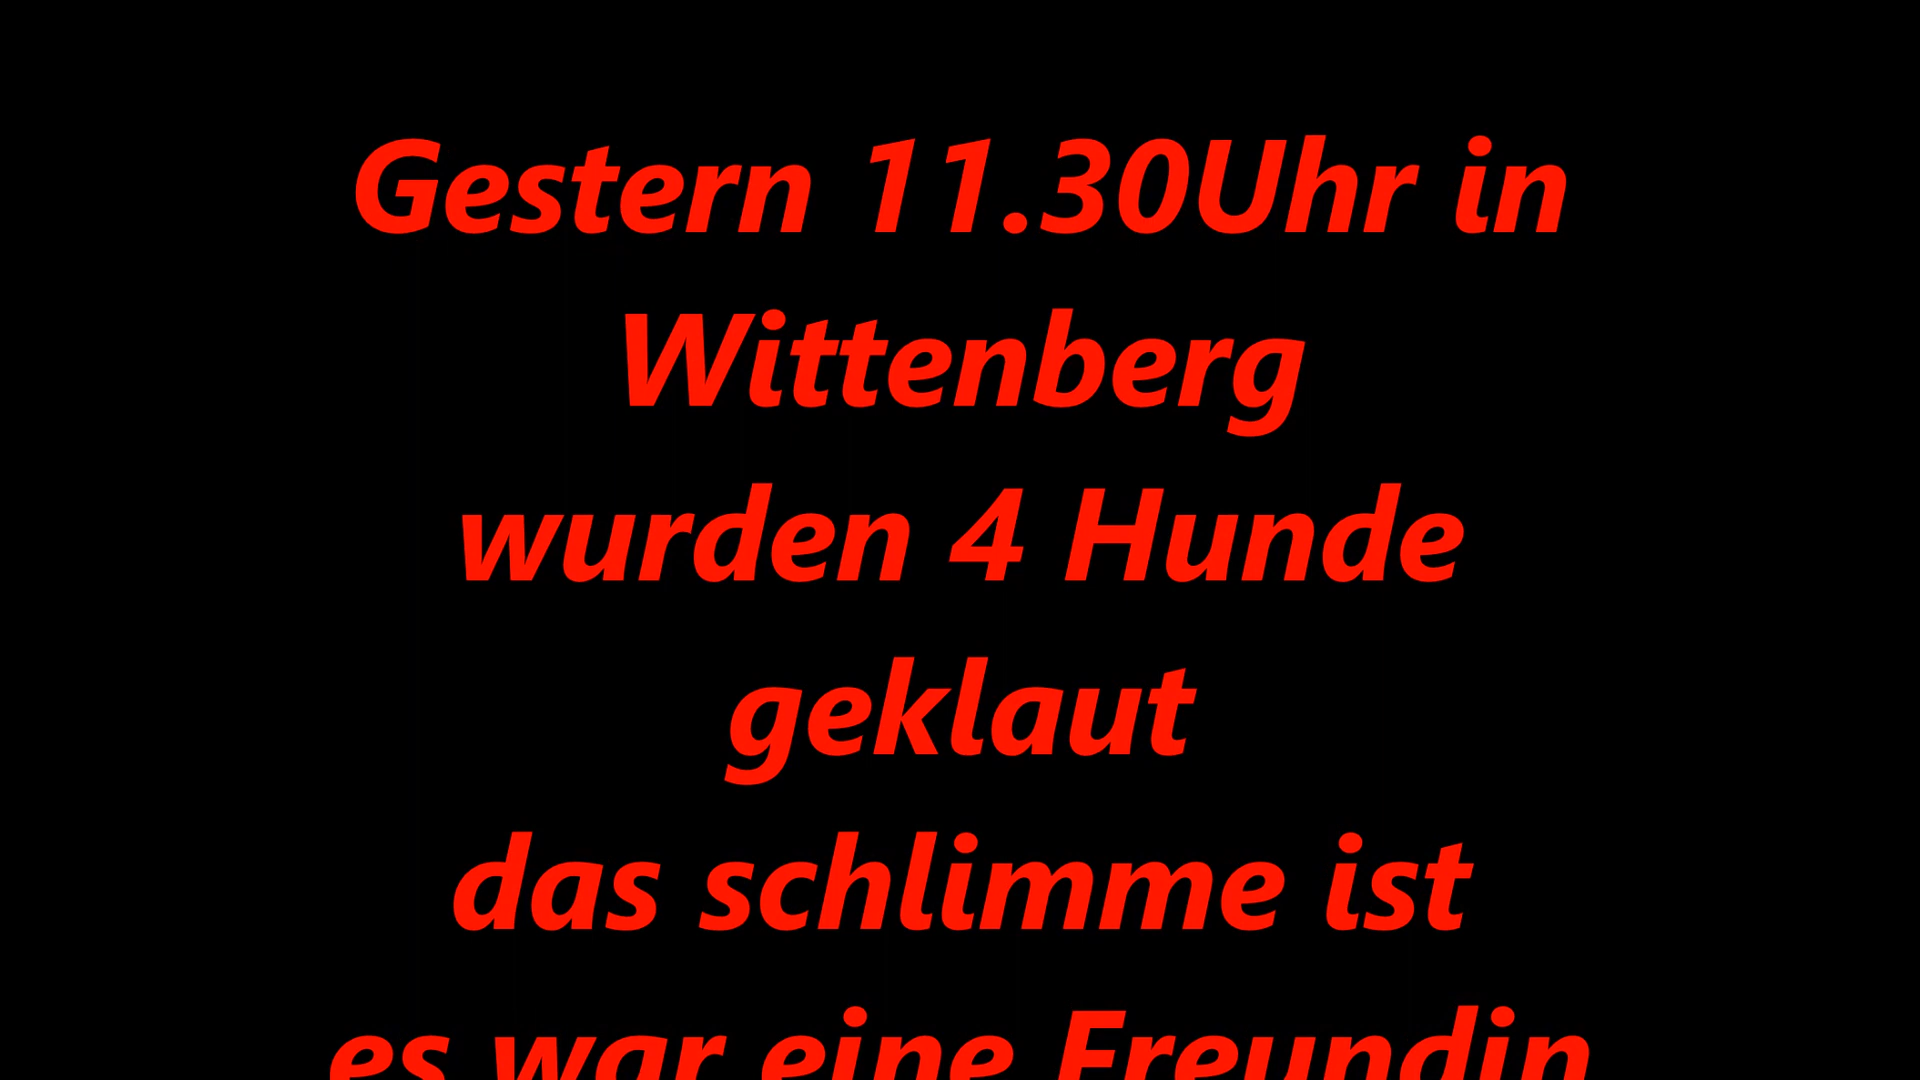 Gestern 11.30Uhr in
Wittenberg
wurden 4 Hunde
geklaut
das schlimme ist
es war eine Freundin